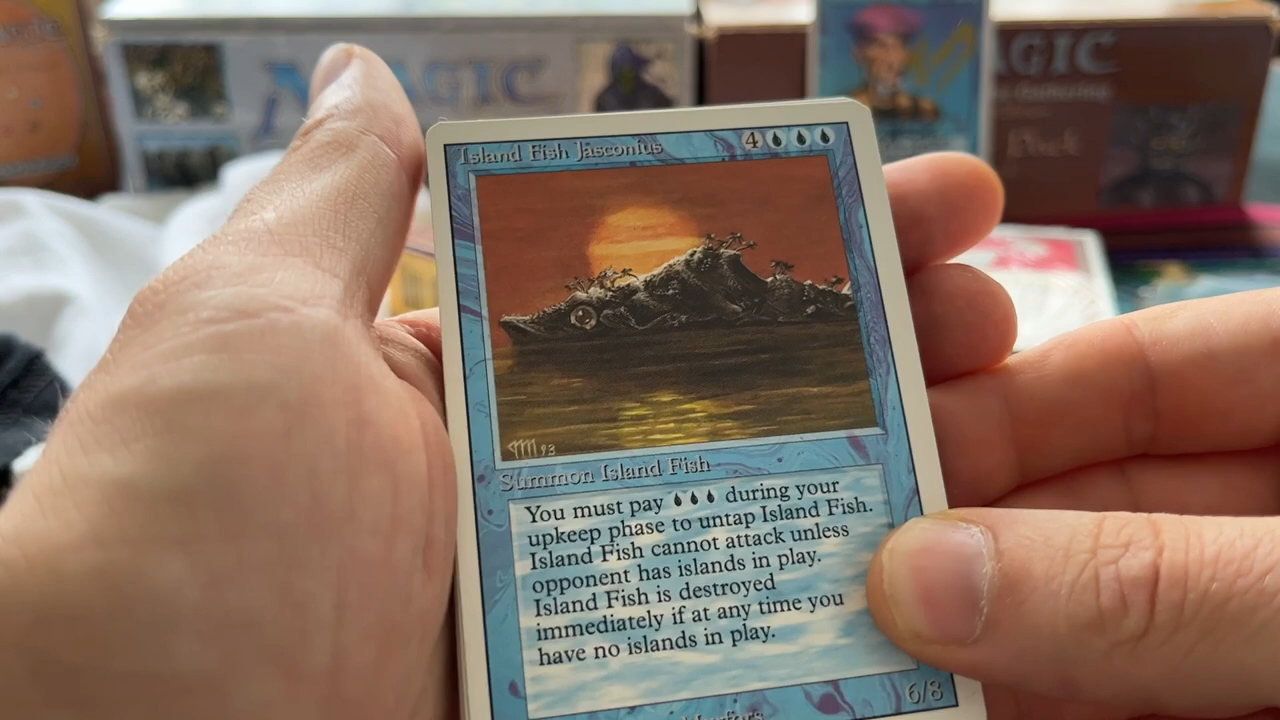 MAGIC
AGIC
Island Fish Jasconius 4
93
Summon Island Fish
You must pay during your
upkeep phase to untap Island Fish.
Island Fish cannot attack unless
opponent has islands in play.
Island Fish is destroyed
immediately if at any time you
have no islands in play.
6/8